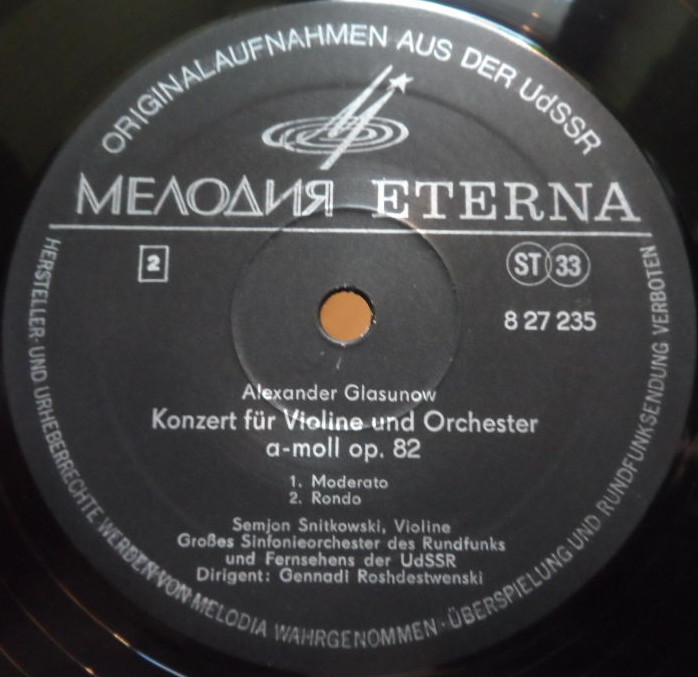 ORIGINALAUFNAHMEN AUS DER UdSSR
МЕЛОДИЯ ETERNA
2
ST 33
8 27 235
Alexander Glasunow
Konzert für Violine und Orchester
a-moll op. 82
1. Moderato
2. Rondo
Semjon Snitkowski, Violine
Großes Sinfonieorchester des Rundfunks
und Fernsehens der UdSSR
Dirigent: Gennadi Roshdestwenski
HERSTELLER- UND URHEBERRECHTE WERDEN VON MELODIA WAHRGENOMMEN · ÜBERSPIELUNG UND RUNDFUNKSENDUNG VERBOTEN